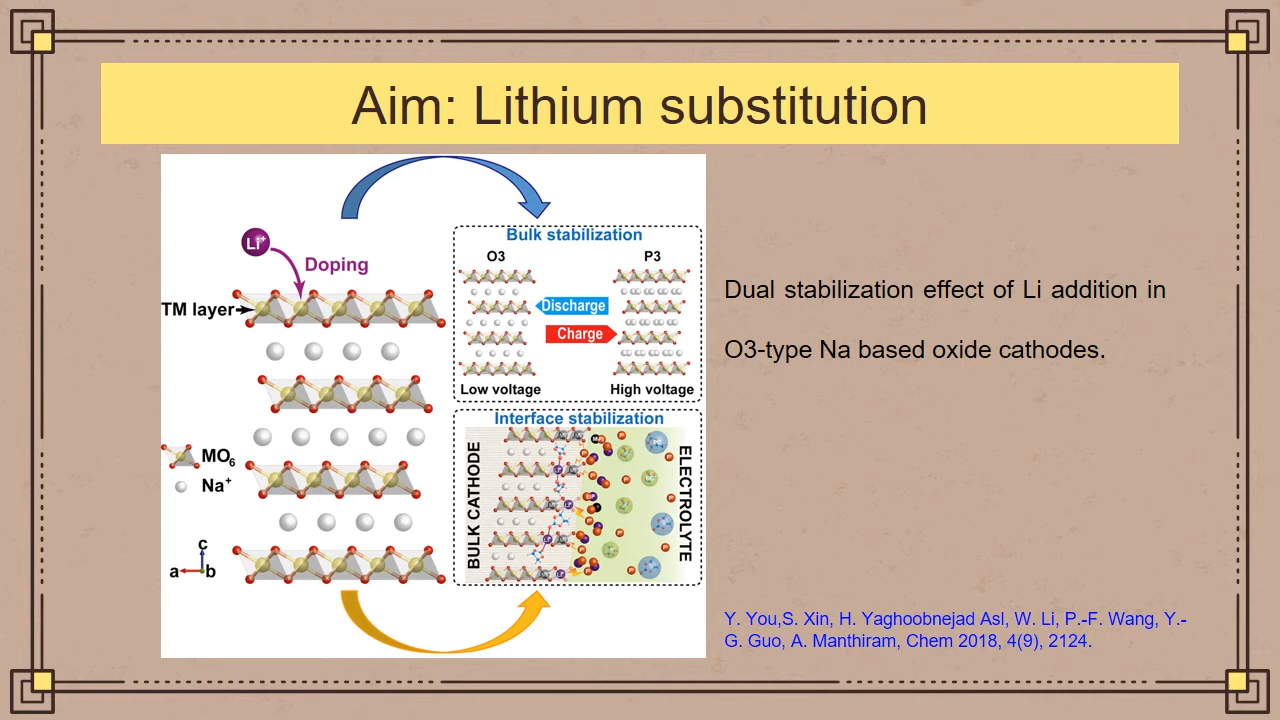 Aim: Lithium substitution
Li+
Doping
TM layer
MO6
Na+
c
a b
Bulk stabilization
O3 P3
Discharge
Charge
Low voltage High voltage
Interface stabilization
BULK CATHODE
ELECTROLYTE
Dual stabilization effect of Li addition in
O3-type Na based oxide cathodes.
Y. You,S. Xin, H. Yaghoobnejad Asl, W. Li, P.-F. Wang, Y.-
G. Guo, A. Manthiram, Chem 2018, 4(9), 2124.